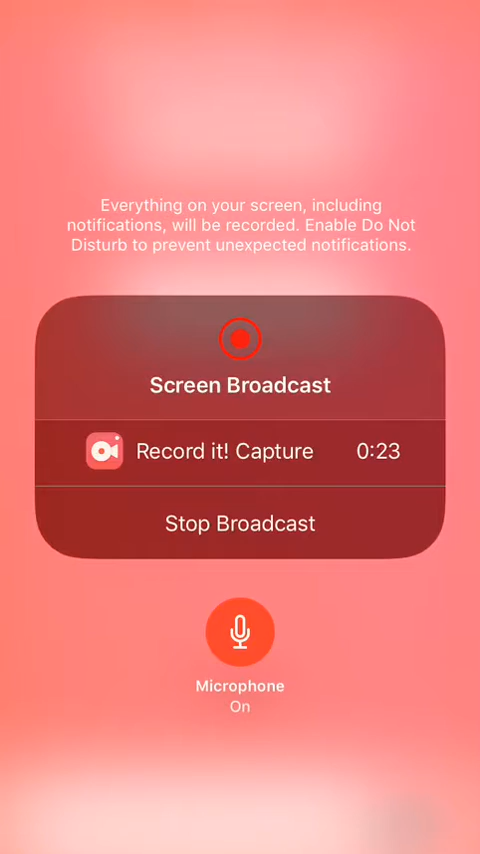 Everything on your screen, including
notifications, will be recorded. Enable Do Not
Disturb to prevent unexpected notifications.
Screen Broadcast
Record it! Capture 0:23
Stop Broadcast
Microphone
On